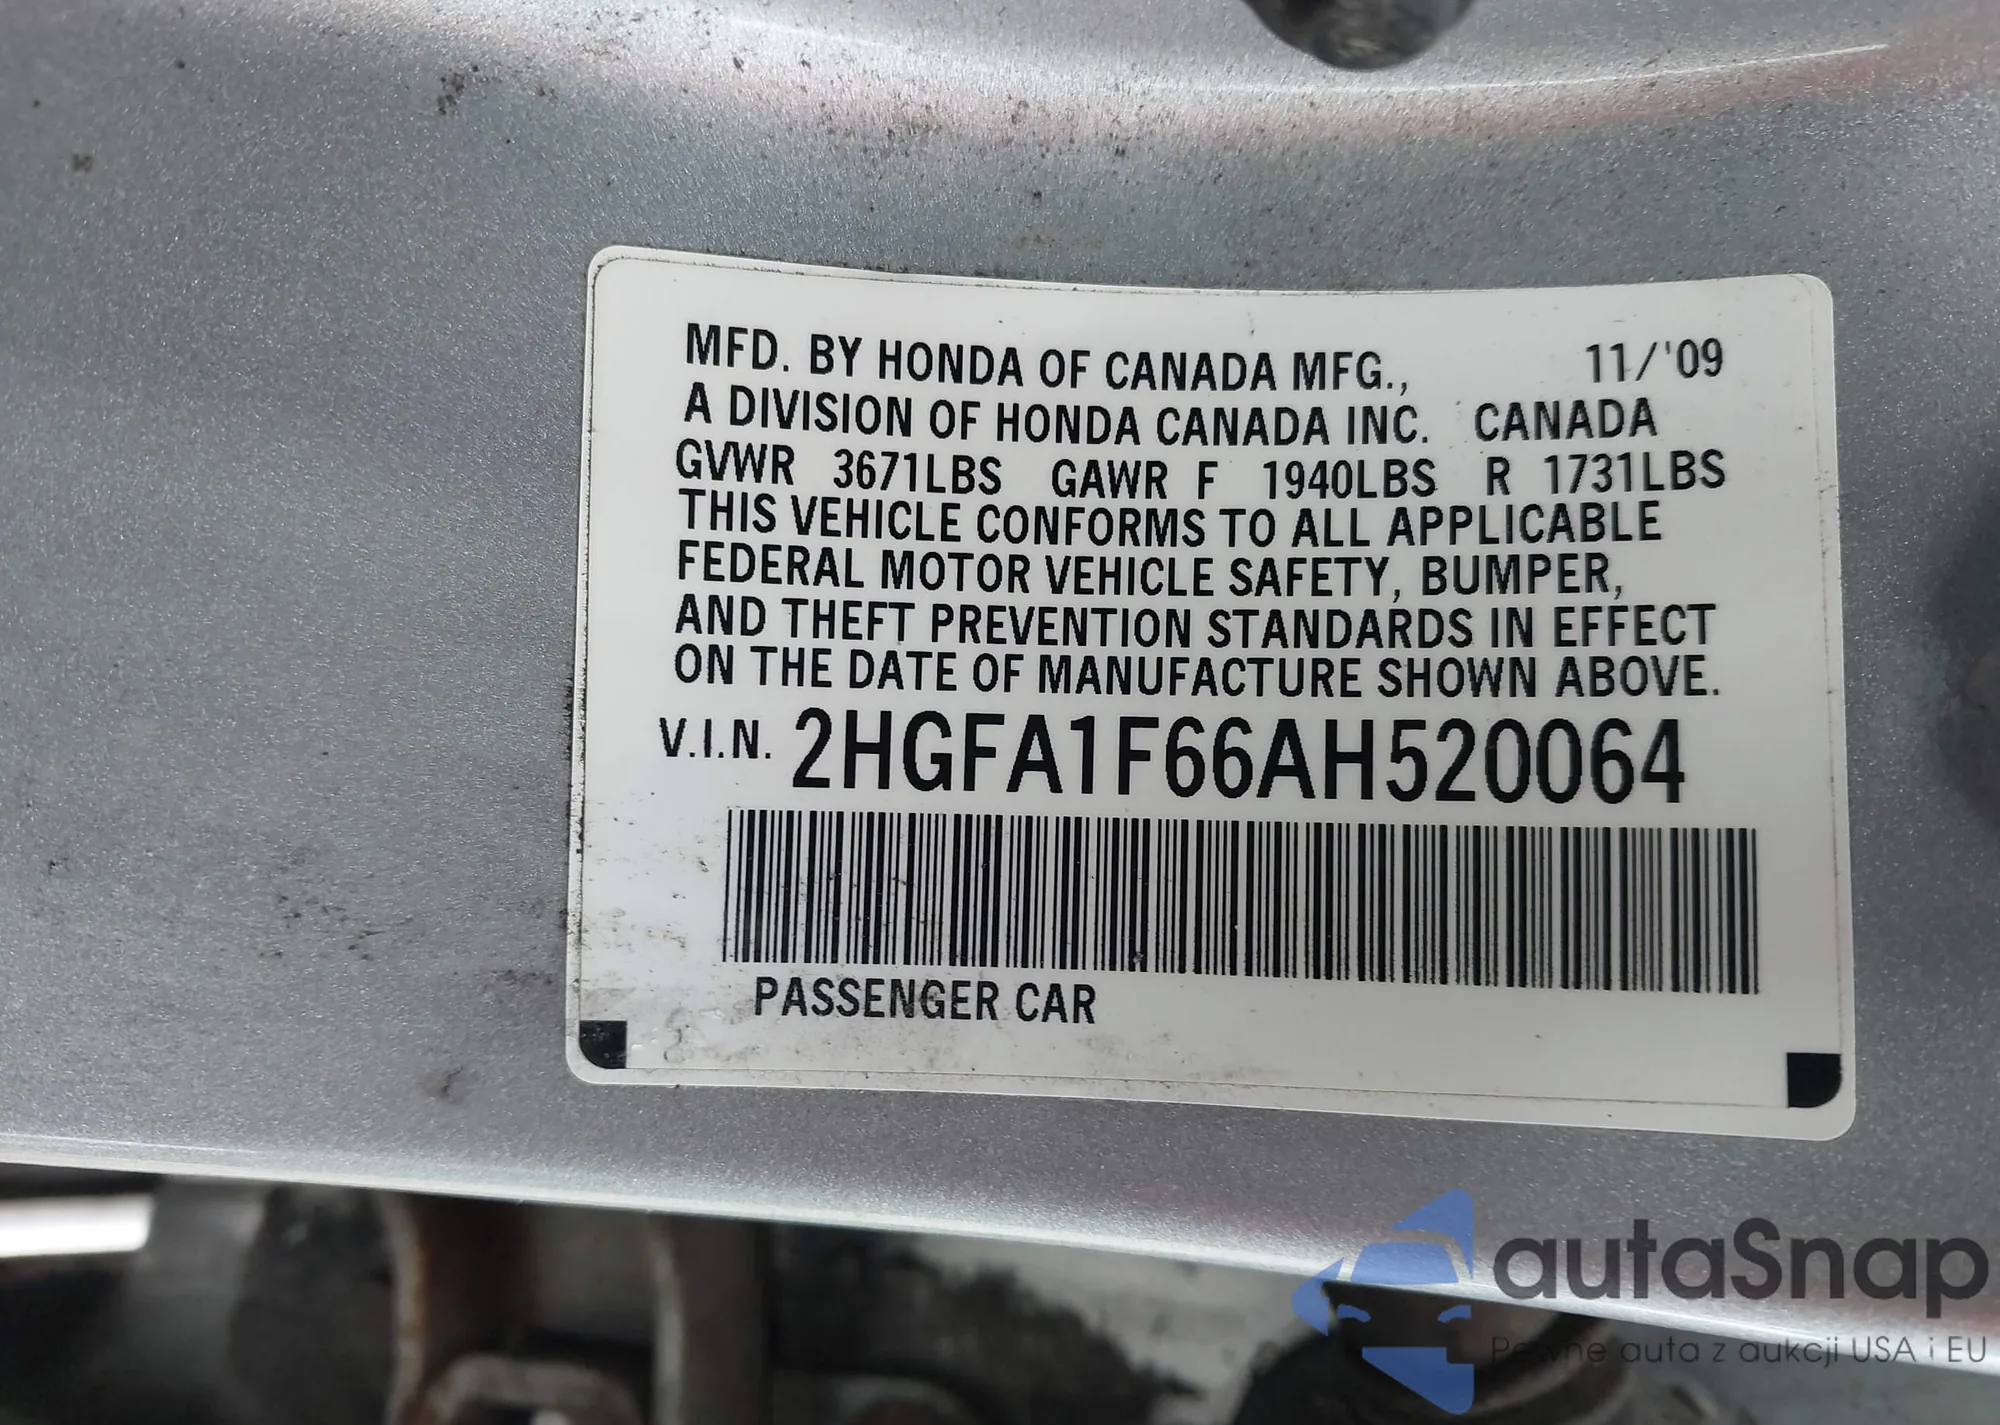 MFD. BY HONDA OF CANADA MFG., 11/'09
A DIVISION OF HONDA CANADA INC. CANADA
GVWR 3671LBS GAWR F 1940LBS R 1731LBS
THIS VEHICLE CONFORMS TO ALL APPLICABLE
FEDERAL MOTOR VEHICLE SAFETY, BUMPER,
AND THEFT PREVENTION STANDARDS IN EFFECT
ON THE DATE OF MANUFACTURE SHOWN ABOVE.
V.I.N. 2HGFA1F66AH520064
PASSENGER CAR
autaSnap
Pewne auta z aukcji USA i EU